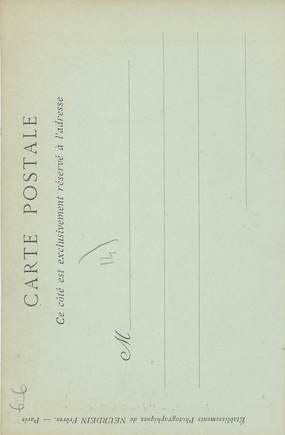 CARTE POSTALE
Ce côté est exclusivement réservé à l'adresse
M
Etablissements Photographiques de NEURDEIN Frères. — Paris